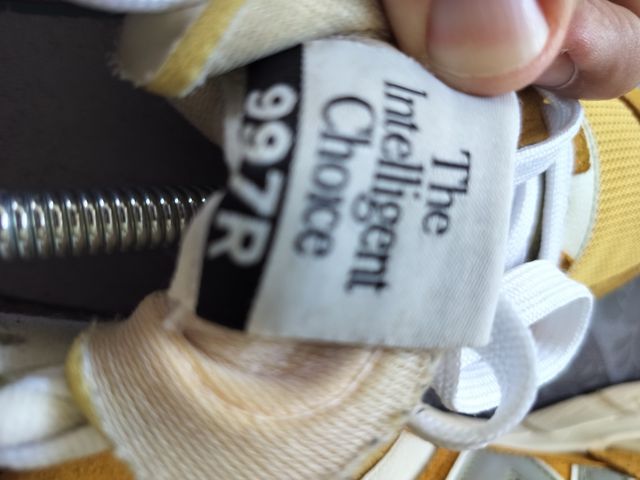 The
Intelligent
Choice
997R